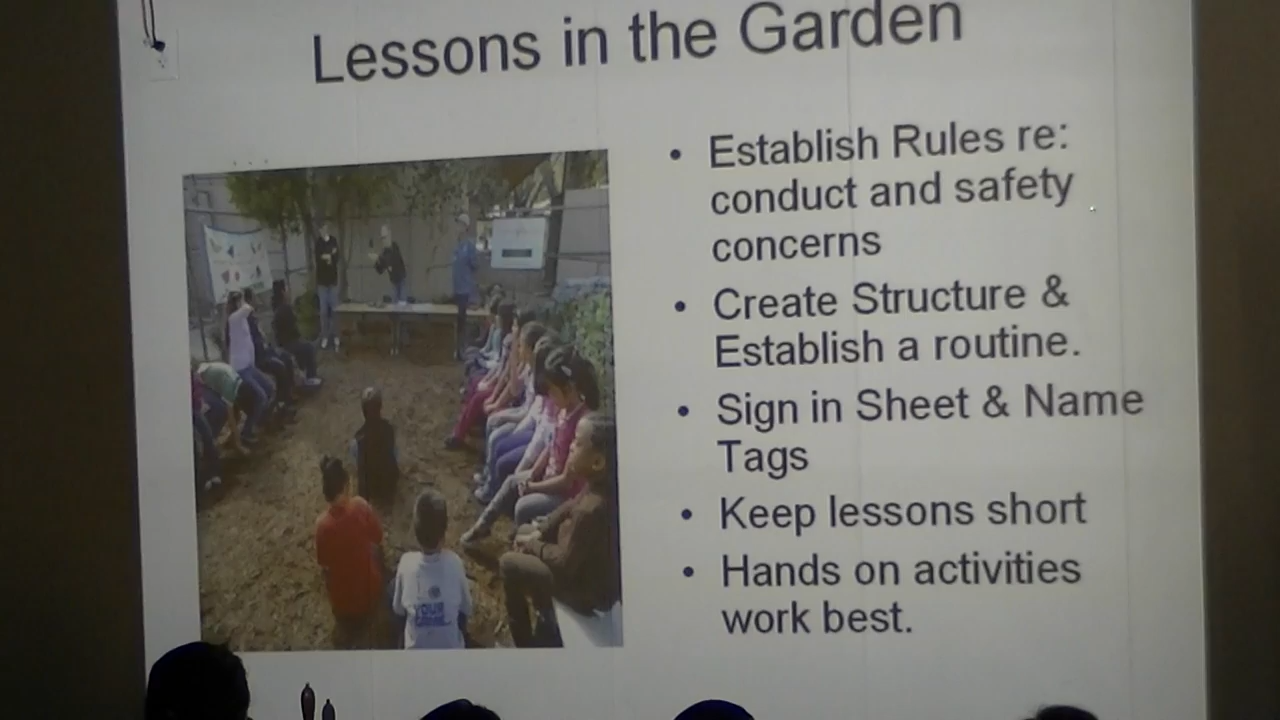 Lessons in the Garden
• Establish Rules re:
conduct and safety
concerns
• Create Structure &
Establish a routine.
• Sign in Sheet & Name
Tags
• Keep lessons short
• Hands on activities
work best.
YOUR